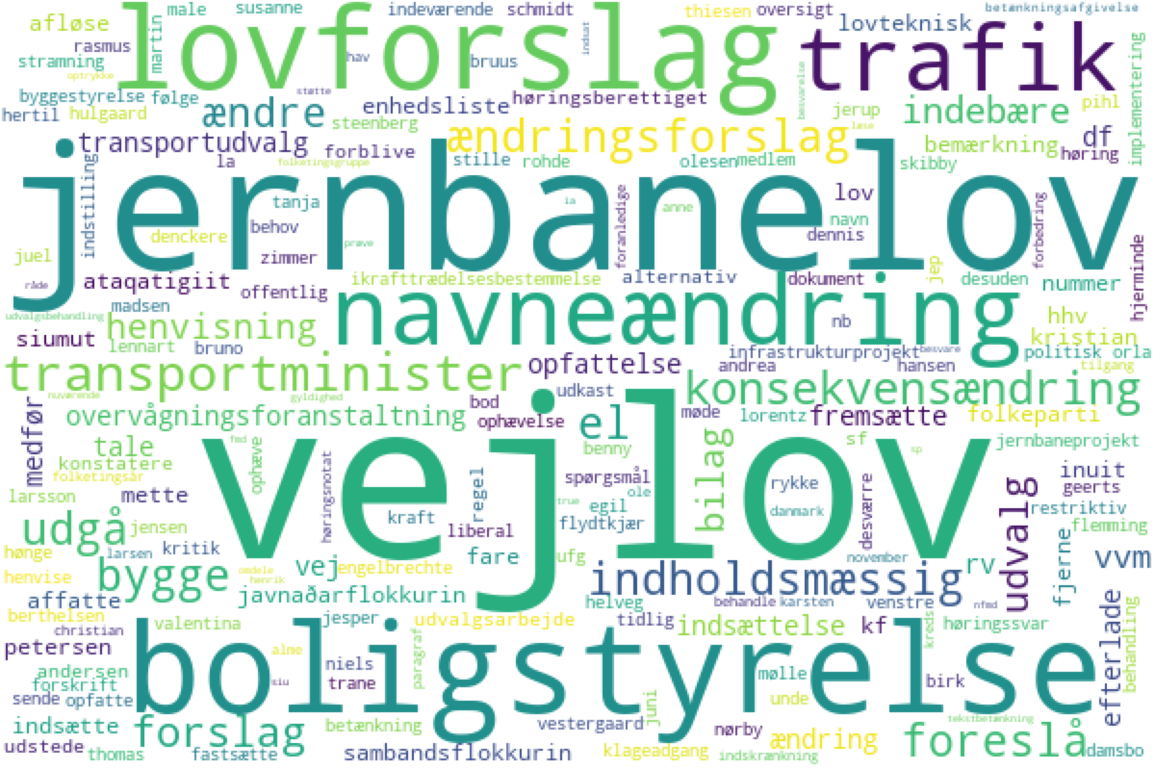 male susanne indeværende schmidt thiesen oversigt betænkningsafgivelse
afløse lovforslag lovteknisk
rasmus martin hav bruus indsat trafik
stramning
optrykke støtte besvarelse implementering
byggestyrelse følge ændre enhedsliste høringsberettiget jerup indebære pihl
hertil hulgaard steenberg ændringsforslag læse df
transportudvalg forblive bemærkning
la folketingsgruppe stille rohde olesen medlem skibby høring
jernbanelov
indstilling tanja ia foranledige anne lov navn forbedring
denckere behov prøve dennis
juel zimmer
råde ataqatigiit ikrafttrædelsesbestemmelse alternativ dokument jep desuden nummer hjerminde
madsen offentlig navneændring
udvalgsbehandling henvisning nb hhv
siumut lennart bruno kristian
infrastrukturprojekt besvare politisk orla
transportminister opfattelse andrea hansen tilgang
nuværende gyldighed udkast konsekvensændring
medfør overvågningsforanstaltning bod ophævelse el møde lorentz fremsætte folkeparti
tale fmd ophæve benny bilag sf sp jernbaneprojekt
konstatere vejlov
folketingsår høringsnotat regel spørgsmål rykke desværre inuit
larsson mette true ole geerts
udgå jensen kraft egil danmark udvalg restriktiv
liberal flydtkjær flemming
hønge larsen kritik fare ufg november fjerne vvm
henvise bygge omdele henrik vej engelbrechte indholdsmæssig rv
affatte javnaðarflokkurin helveg behandle karsten venstre nfmd efterlade behandling
berthelsen valentina jesper udvalgsarbejde tidlig indsættelse kf kreds høringssvar
christian
petersen boligstyrelse
alme niels paragraf
andersen siu trane mølle birk
forskrift
sende opfatte juni unde
indsætte forslag betænkning vestergaard nørby ændring tekstbetænkning foreslå
udstede thomas fastsætte sambandsflokkurin klageadgang indskrænkning damsbo